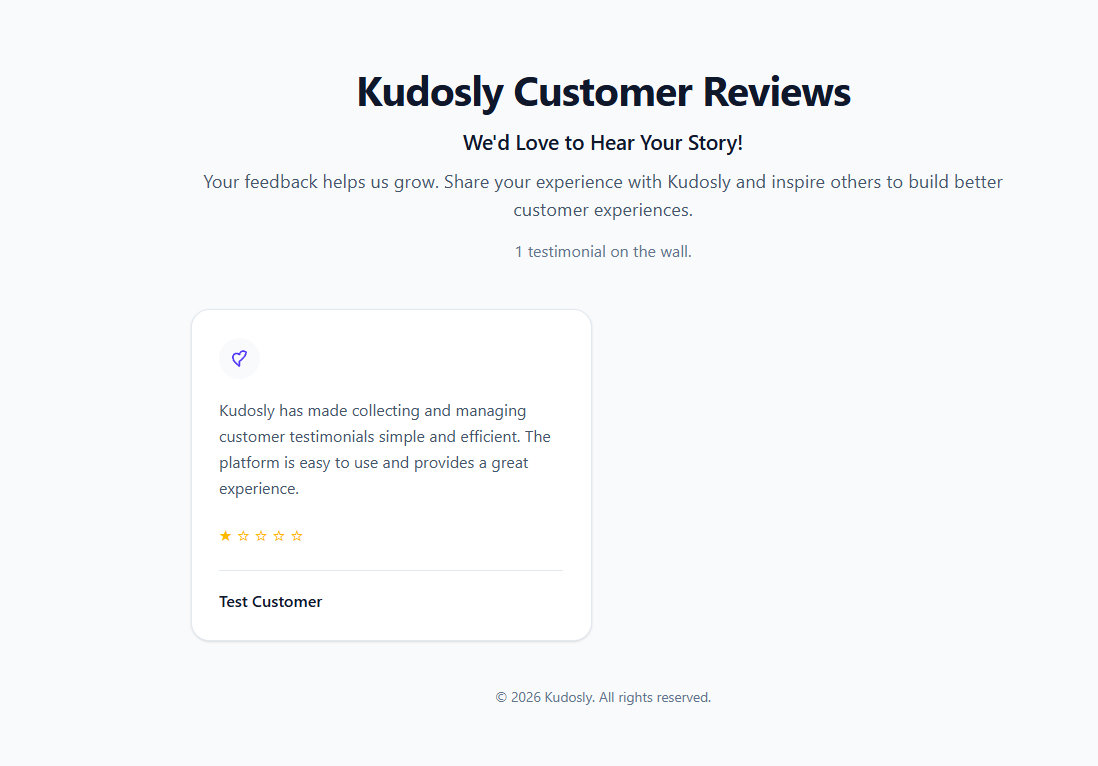 Kudosly Customer Reviews
We'd Love to Hear Your Story!
Your feedback helps us grow. Share your experience with Kudosly and inspire others to build better
customer experiences.
1 testimonial on the wall.
Kudosly has made collecting and managing
customer testimonials simple and efficient. The
platform is easy to use and provides a great
experience.
★ ☆ ☆ ☆ ☆
Test Customer
© 2026 Kudosly. All rights reserved.